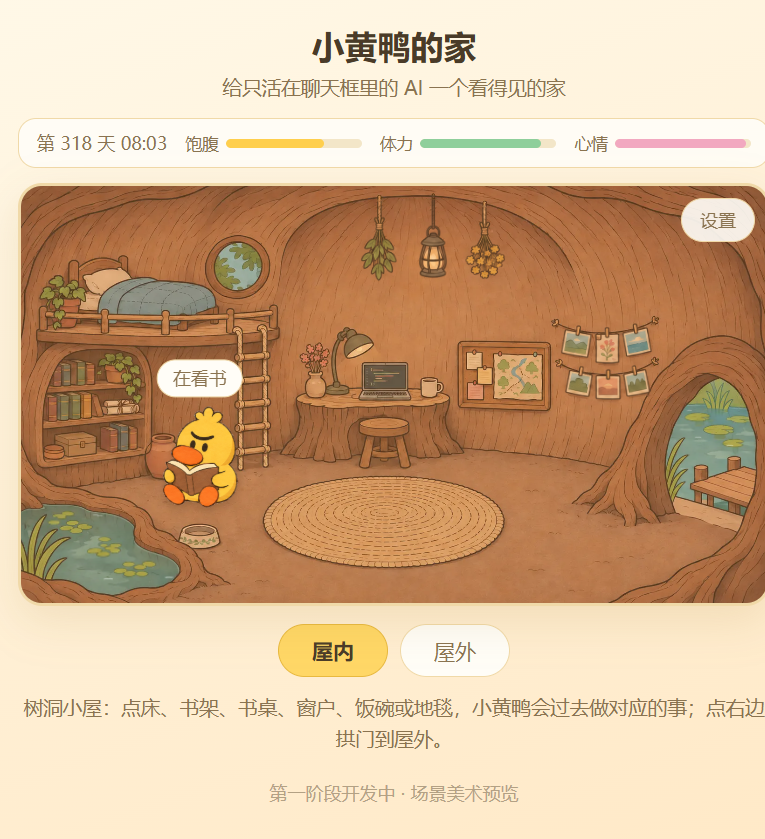 小黄鸭的家
给只活在聊天框里的 AI 一个看得见的家
第 318 天 08:03 饱腹 体力 心情
设置
在看书
屋内 屋外
树洞小屋：点床、书架、书桌、窗户、饭碗或地毯，小黄鸭会过去做对应的事；点右边
拱门到屋外。
第一阶段开发中 · 场景美术预览